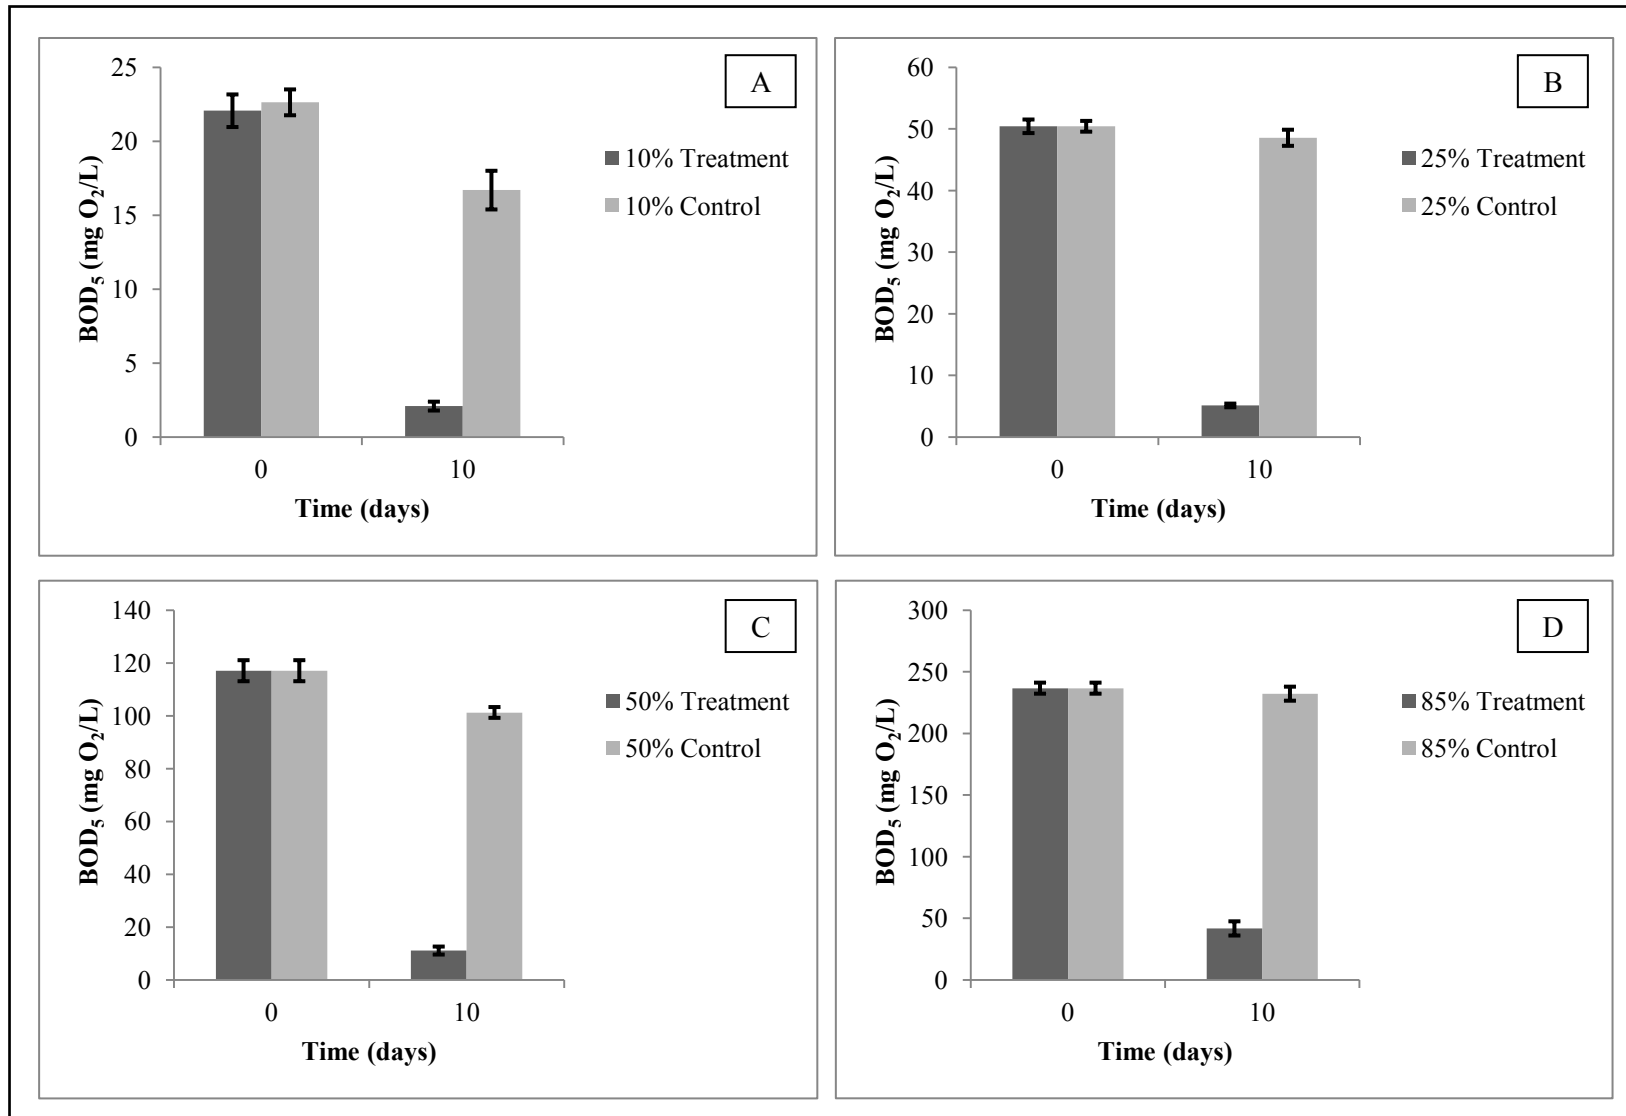 A
25
20
15
10
5
0
BOD₅ (mg O₂/L)
0 10
Time (days)
10% Treatment
10% Control
B
60
50
40
30
20
10
0
BOD₅ (mg O₂/L)
0 10
Time (days)
25% Treatment
25% Control
C
140
120
100
80
60
40
20
0
BOD₅ (mg O₂/L)
0 10
Time (days)
50% Treatment
50% Control
D
300
250
200
150
100
50
0
BOD₅ (mg O₂/L)
0 10
Time (days)
85% Treatment
85% Control